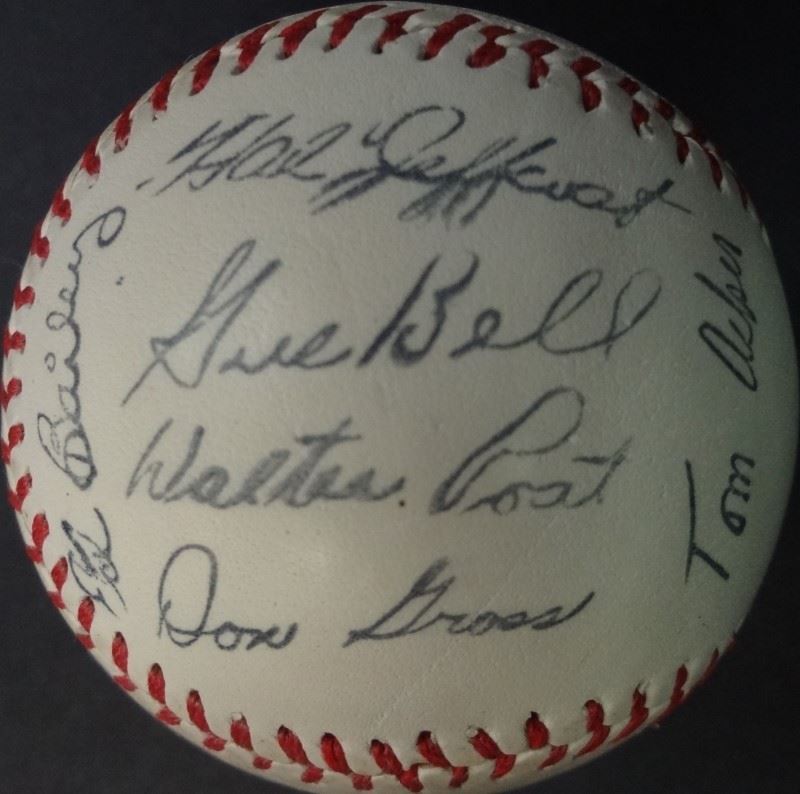 Hal Jeffcoat
Gus Bell
Walter Post
Don Gross
Ed Bailey
Tom Acker